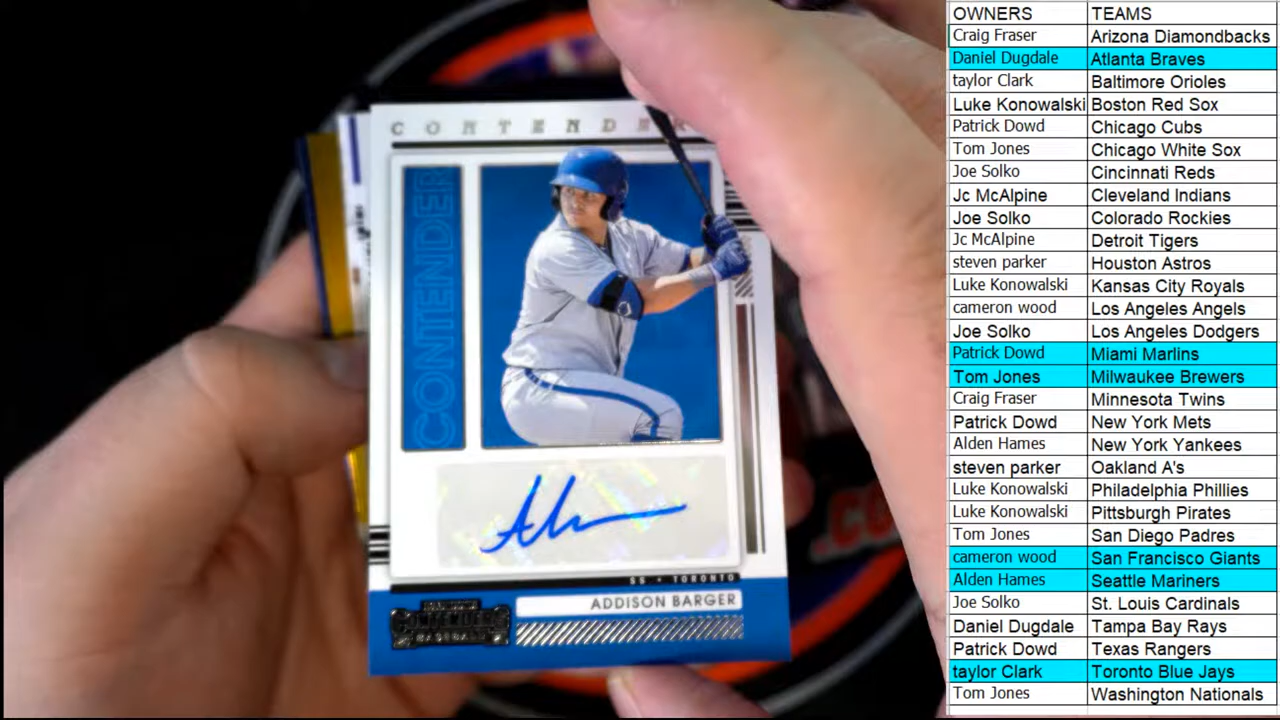 CONTENDE
CONTENDER
SS • TORONTO
ADDISON BARGER
CONTENDERS
BASEBALL
OWNERS TEAMS
Craig Fraser Arizona Diamondbacks
Daniel Dugdale Atlanta Braves
taylor Clark Baltimore Orioles
Luke Konowalski Boston Red Sox
Patrick Dowd Chicago Cubs
Tom Jones Chicago White Sox
Joe Solko Cincinnati Reds
Jc McAlpine Cleveland Indians
Joe Solko Colorado Rockies
Jc McAlpine Detroit Tigers
steven parker Houston Astros
Luke Konowalski Kansas City Royals
cameron wood Los Angeles Angels
Joe Solko Los Angeles Dodgers
Patrick Dowd Miami Marlins
Tom Jones Milwaukee Brewers
Craig Fraser Minnesota Twins
Patrick Dowd New York Mets
Alden Hames New York Yankees
steven parker Oakland A's
Luke Konowalski Philadelphia Phillies
Luke Konowalski Pittsburgh Pirates
Tom Jones San Diego Padres
cameron wood San Francisco Giants
Alden Hames Seattle Mariners
Joe Solko St. Louis Cardinals
Daniel Dugdale Tampa Bay Rays
Patrick Dowd Texas Rangers
taylor Clark Toronto Blue Jays
Tom Jones Washington Nationals